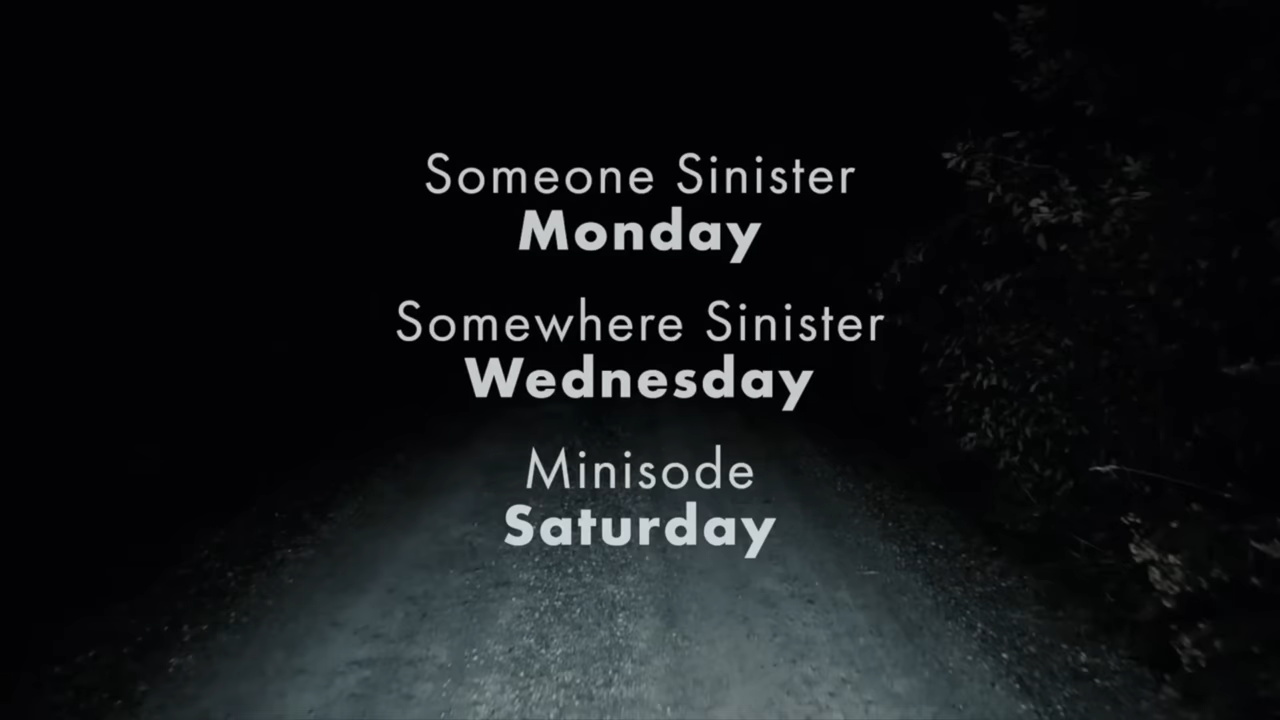 Someone Sinister
Monday
Somewhere Sinister
Wednesday
Minisode
Saturday